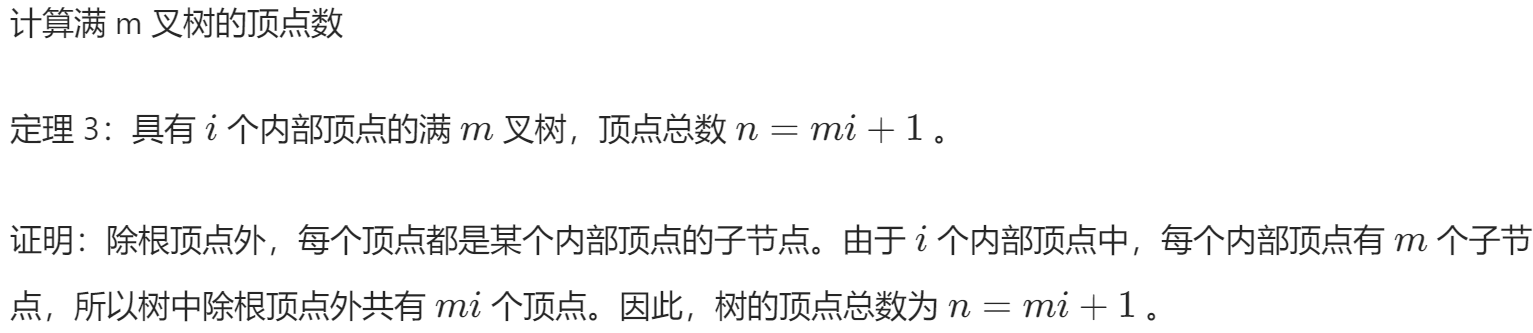 计算满 m 叉树的顶点数
定理 3：具有 i 个内部顶点的满 m 叉树，顶点总数 n = mi + 1 。
证明：除根顶点外，每个顶点都是某个内部顶点的子节点。由于 i 个内部顶点中，每个内部顶点有 m 个子节
点，所以树中除根顶点外共有 mi 个顶点。因此，树的顶点总数为 n = mi + 1 。